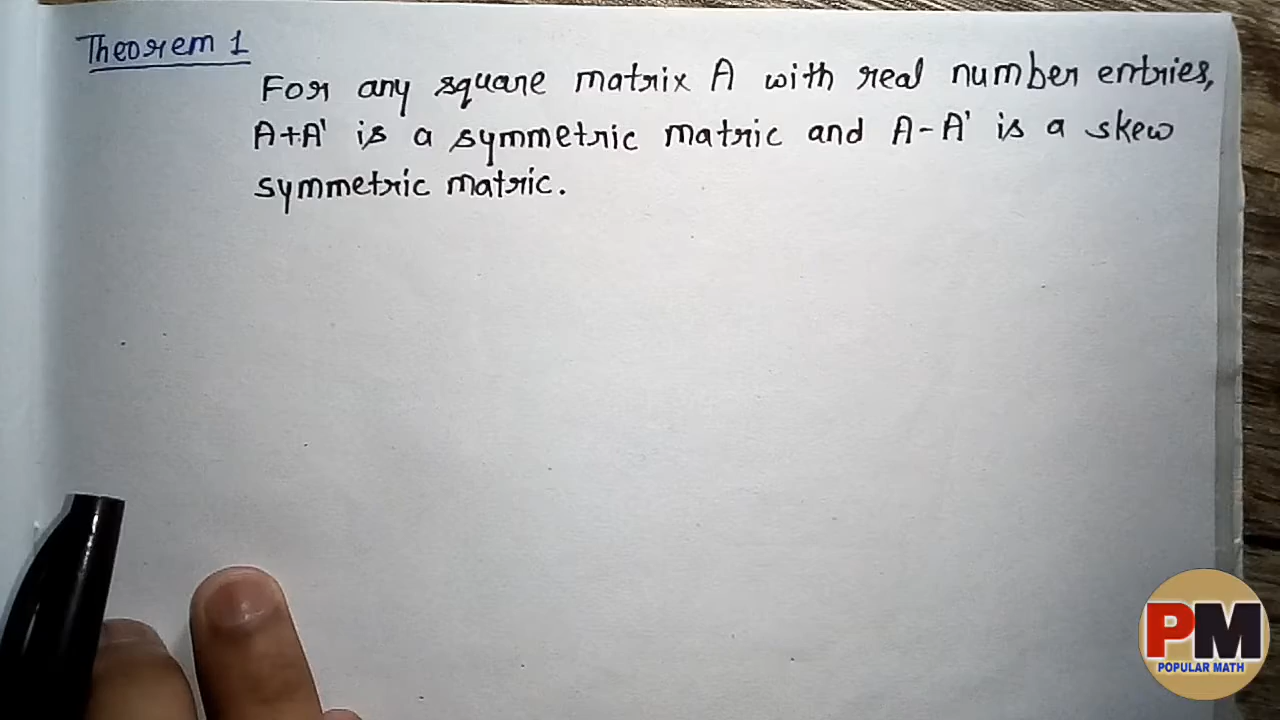 Theorem 1
For any square matrix A with real number entries,
A+A' is a symmetric matric and A-A' is a skew
symmetric matric.
PM
POPULAR MATH